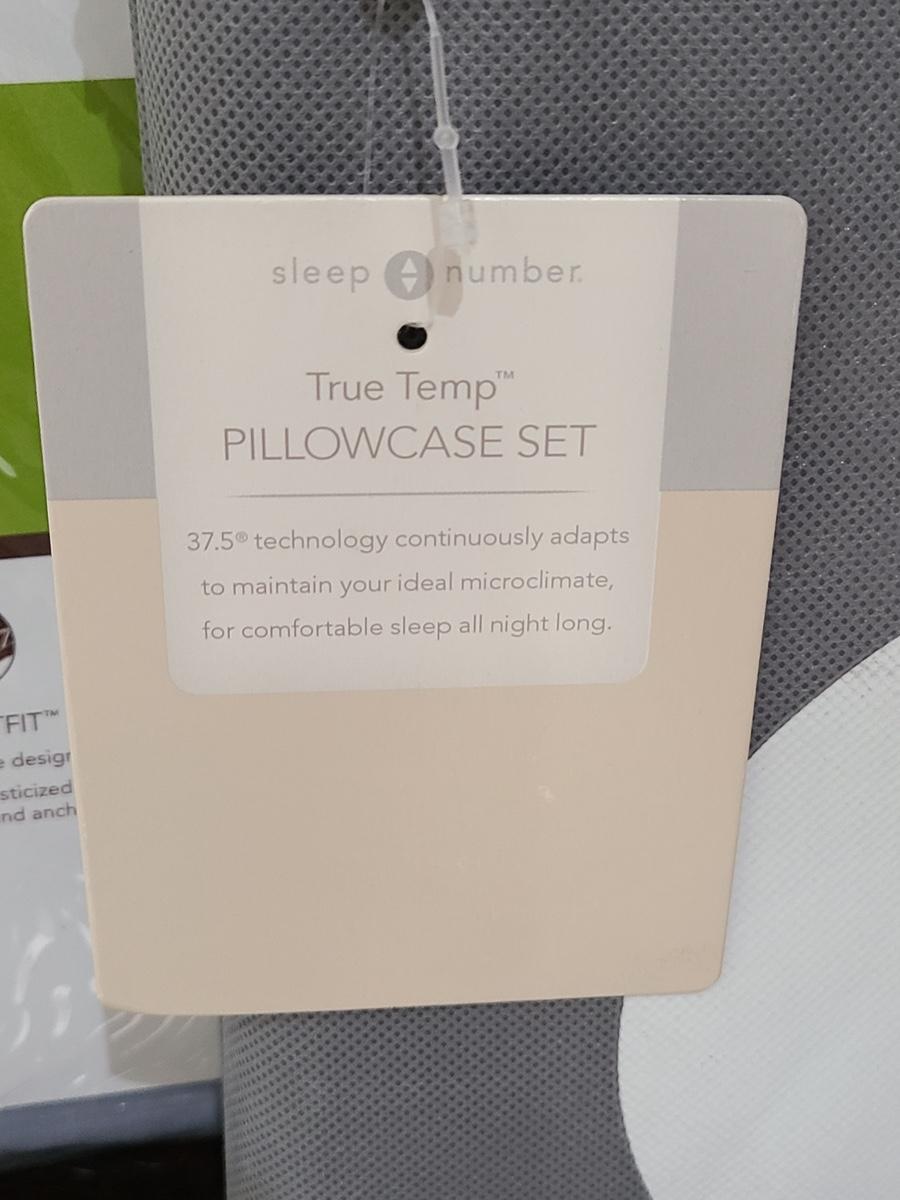 sleep number.
True Temp™
PILLOWCASE SET
37.5® technology continuously adapts
to maintain your ideal microclimate,
for comfortable sleep all night long.
FIT™
sticized